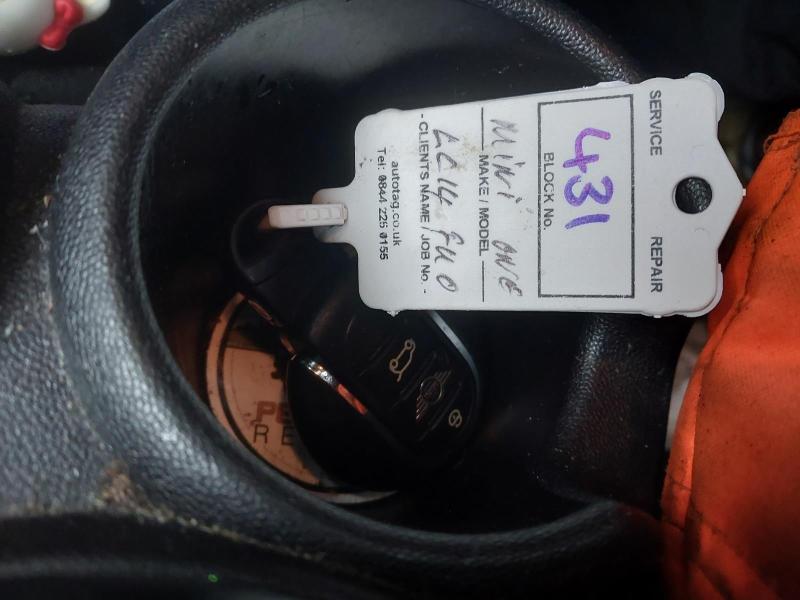 SERVICE REPAIR
431
BLOCK No.
MINI ONE
MAKE / MODEL
LC14 FUO
- CLIENTS NAME / JOB No. -
autotag.co.uk
Tel: 0844 225 0155